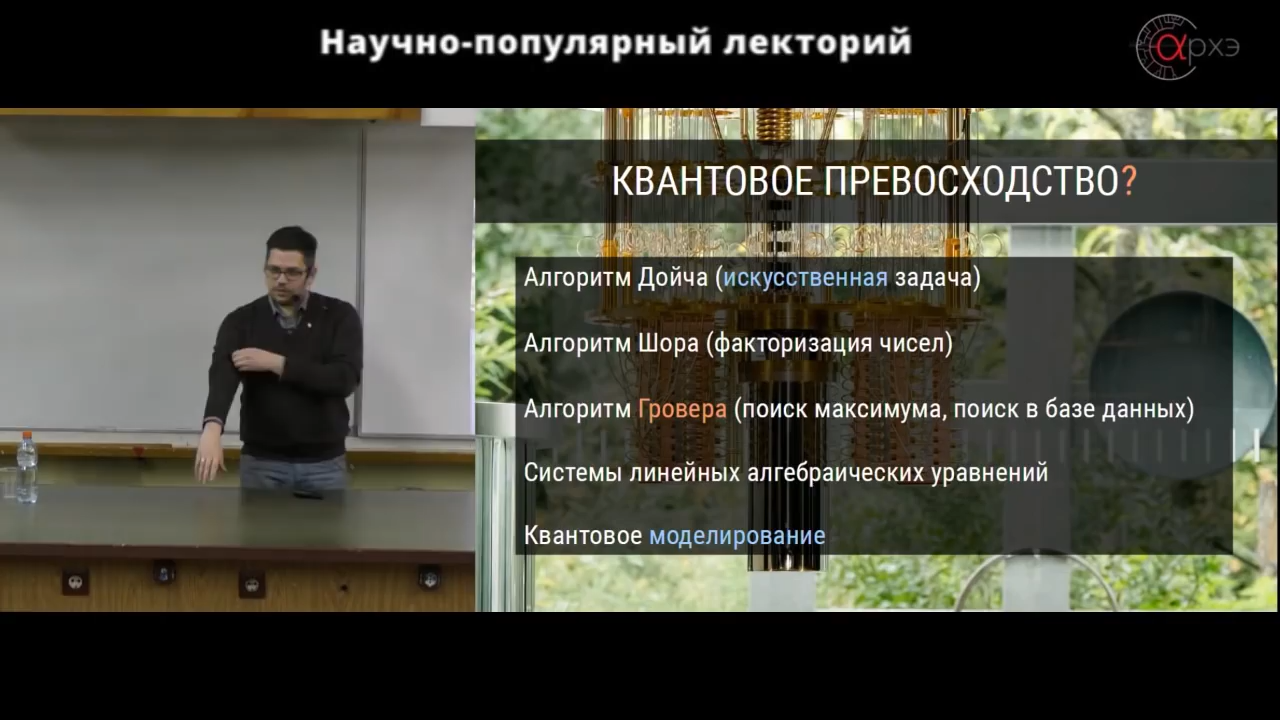 Научно-популярный лекторий
αрхэ
КВАНТОВОЕ ПРЕВОСХОДСТВО?
Алгоритм Дойча (искусственная задача)
Алгоритм Шора (факторизация чисел)
Алгоритм Гровера (поиск максимума, поиск в базе данных)
Системы линейных алгебраических уравнений
Квантовое моделирование